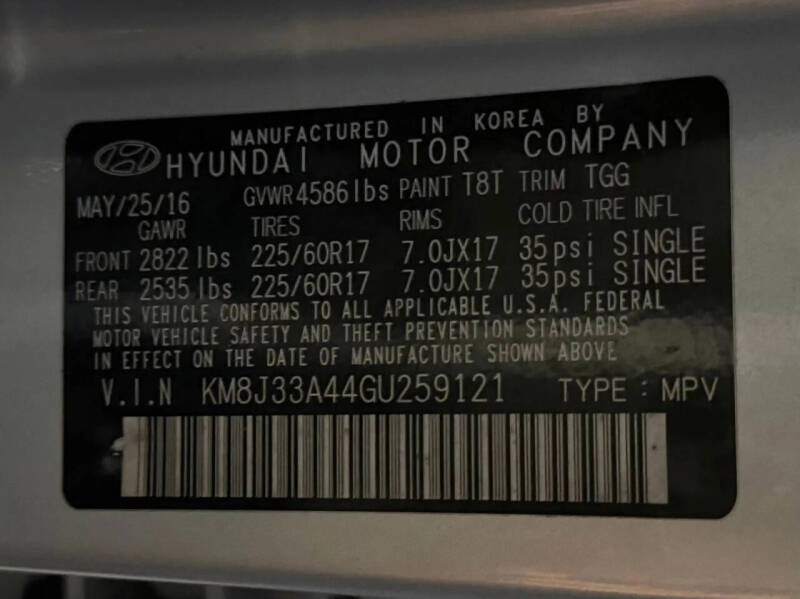 MANUFACTURED IN KOREA BY
HYUNDAI MOTOR COMPANY
MAY/25/16 GVWR 4586lbs PAINT T8T TRIM TGG
GAWR TIRES RIMS COLD TIRE INFL
FRONT 2822 lbs 225/60R17 7.0JX17 35psi SINGLE
REAR 2535 lbs 225/60R17 7.0JX17 35psi SINGLE
THIS VEHICLE CONFORMS TO ALL APPLICABLE U.S.A. FEDERAL
MOTOR VEHICLE SAFETY AND THEFT PREVENTION STANDARDS
IN EFFECT ON THE DATE OF MANUFACTURE SHOWN ABOVE
V.I.N KM8J33A44GU259121 TYPE: MPV